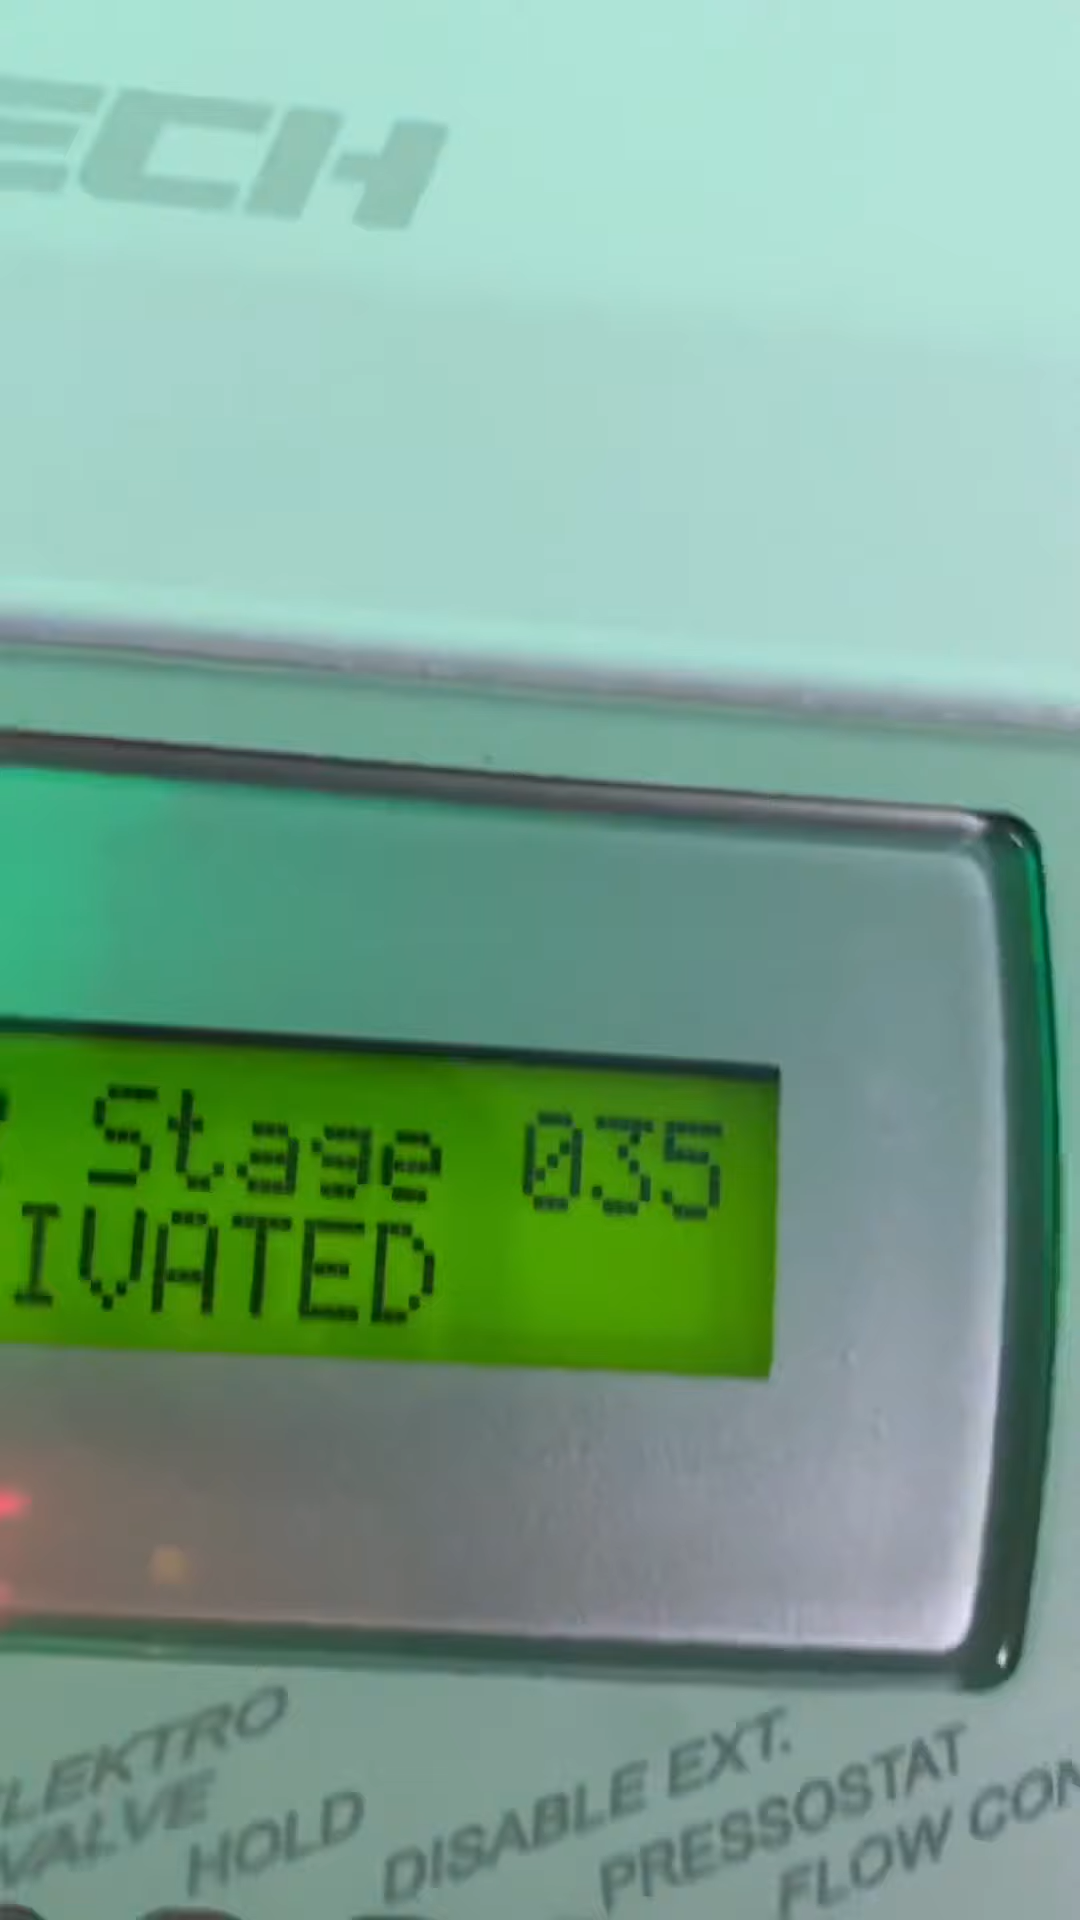 ECH
Stage 035
IVATED
ELEKTRO
VALVE
HOLD
DISABLE EXT.
PRESSOSTAT
FLOW CON